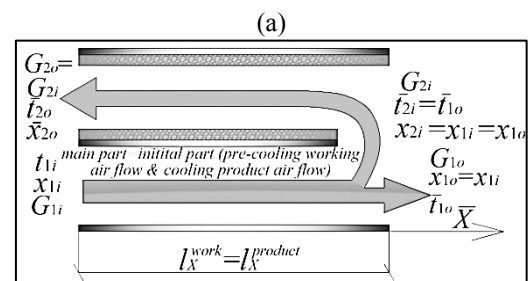 (a)
G₂ₒ=
G₂ᵢ
t̄₂ₒ
x̄₂ₒ
G₂ᵢ
t̄₂ᵢ=t̄₁ₒ
x₂ᵢ=x₁ᵢ=x₁ₒ
main part initital part (pre-cooling working
air flow & cooling product air flow)
t₁ᵢ
x₁ᵢ
G₁ᵢ
G₁ₒ
x₁ₒ=x₁ᵢ
t̄₁ₒ
X̄
l_X^work=l_X^product